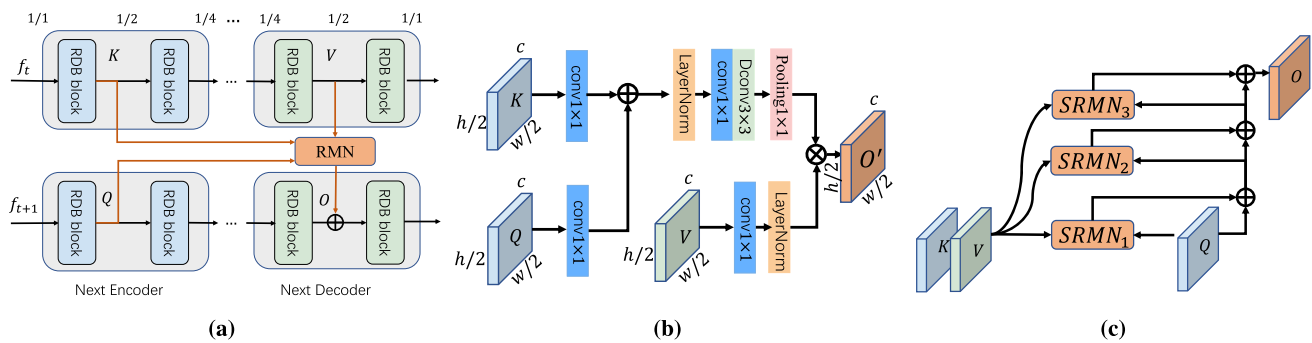 1/1 1/2 1/4 ... 1/4 1/2 1/1
f_t RDB block K RDB block ... RDB block V RDB block
RMN
f_{t+1} RDB block Q RDB block ... RDB block O RDB block
Next Encoder Next Decoder
(a)
c
K
h/2
w/2
conv1×1
LayerNorm
conv1×1
Dconv3×3
Pooling1×1
c
Q
h/2
w/2
conv1×1
c
V
h/2
w/2
conv1×1
LayerNorm
c
O'
h/2
w/2
(b)
O
SRMN_3
SRMN_2
SRMN_1
K
V
Q
(c)